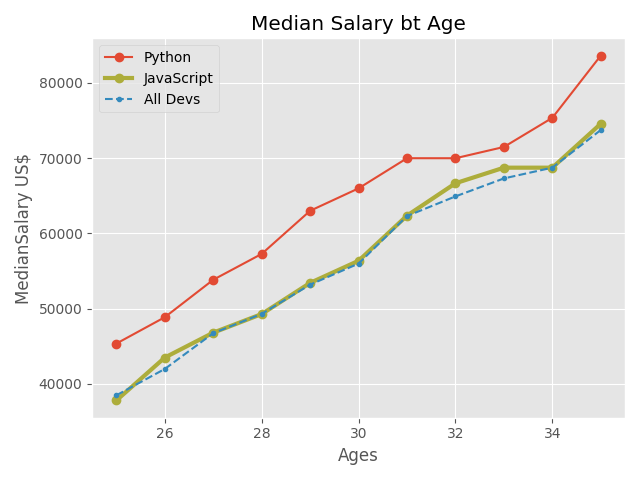 Median Salary bt Age
Python
JavaScript
All Devs
80000
70000
60000
50000
40000
MedianSalary US$
26 28 30 32 34
Ages